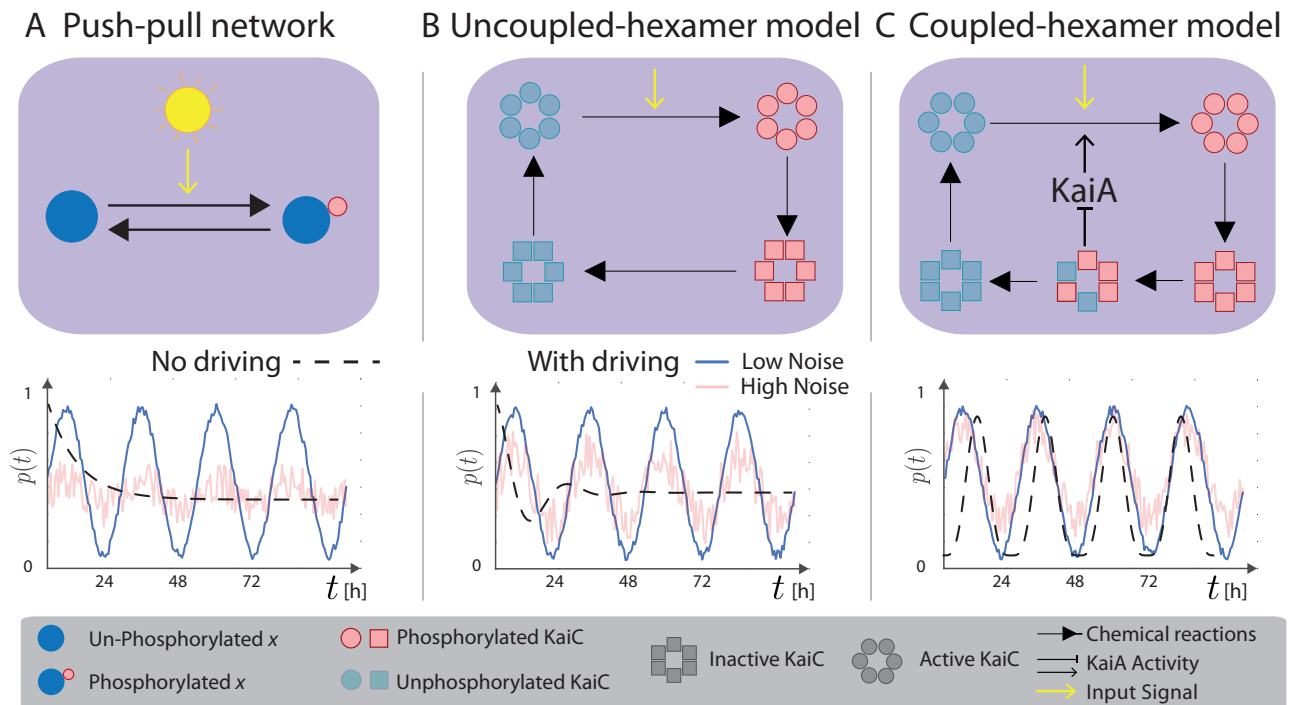 A Push-pull network
B Uncoupled-hexamer model
C Coupled-hexamer model
KaiA
No driving
With driving
Low Noise
High Noise
1
p(t)
0
24
48
72
t [h]
1
p(t)
0
24
48
72
t [h]
1
p(t)
0
24
48
72
t [h]
Un-Phosphorylated x
Phosphorylated x
Phosphorylated KaiC
Unphosphorylated KaiC
Inactive KaiC
Active KaiC
Chemical reactions
KaiA Activity
Input Signal